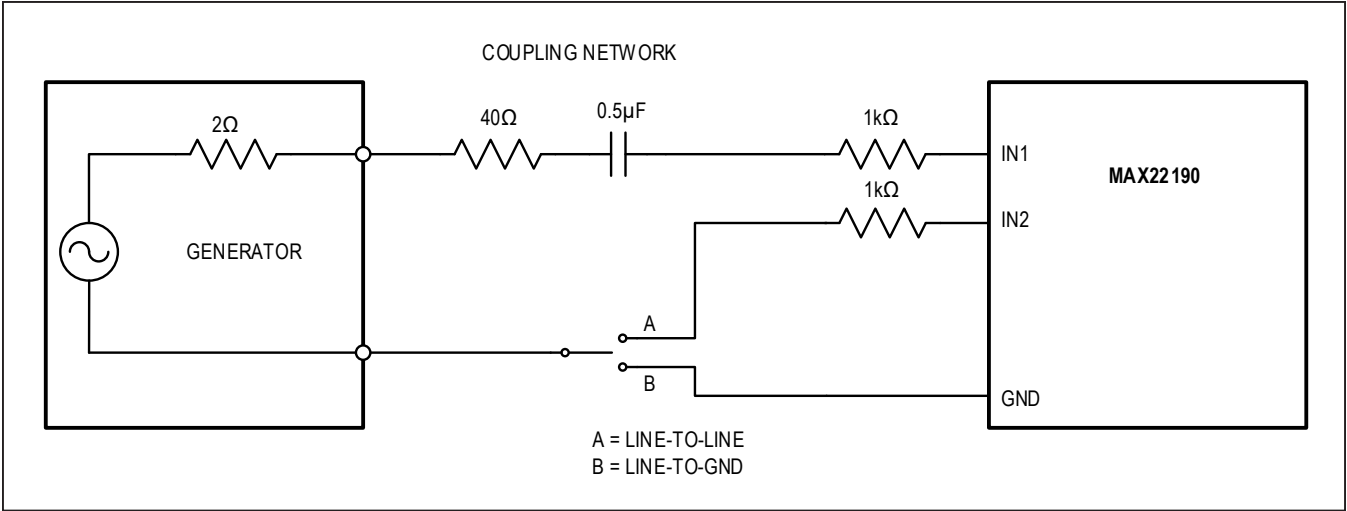 COUPLING NETWORK
2Ω
40Ω
0.5µF
1kΩ
IN1
MAX22190
1kΩ
IN2
GENERATOR
A
B
GND
A = LINE-TO-LINE
B = LINE-TO-GND